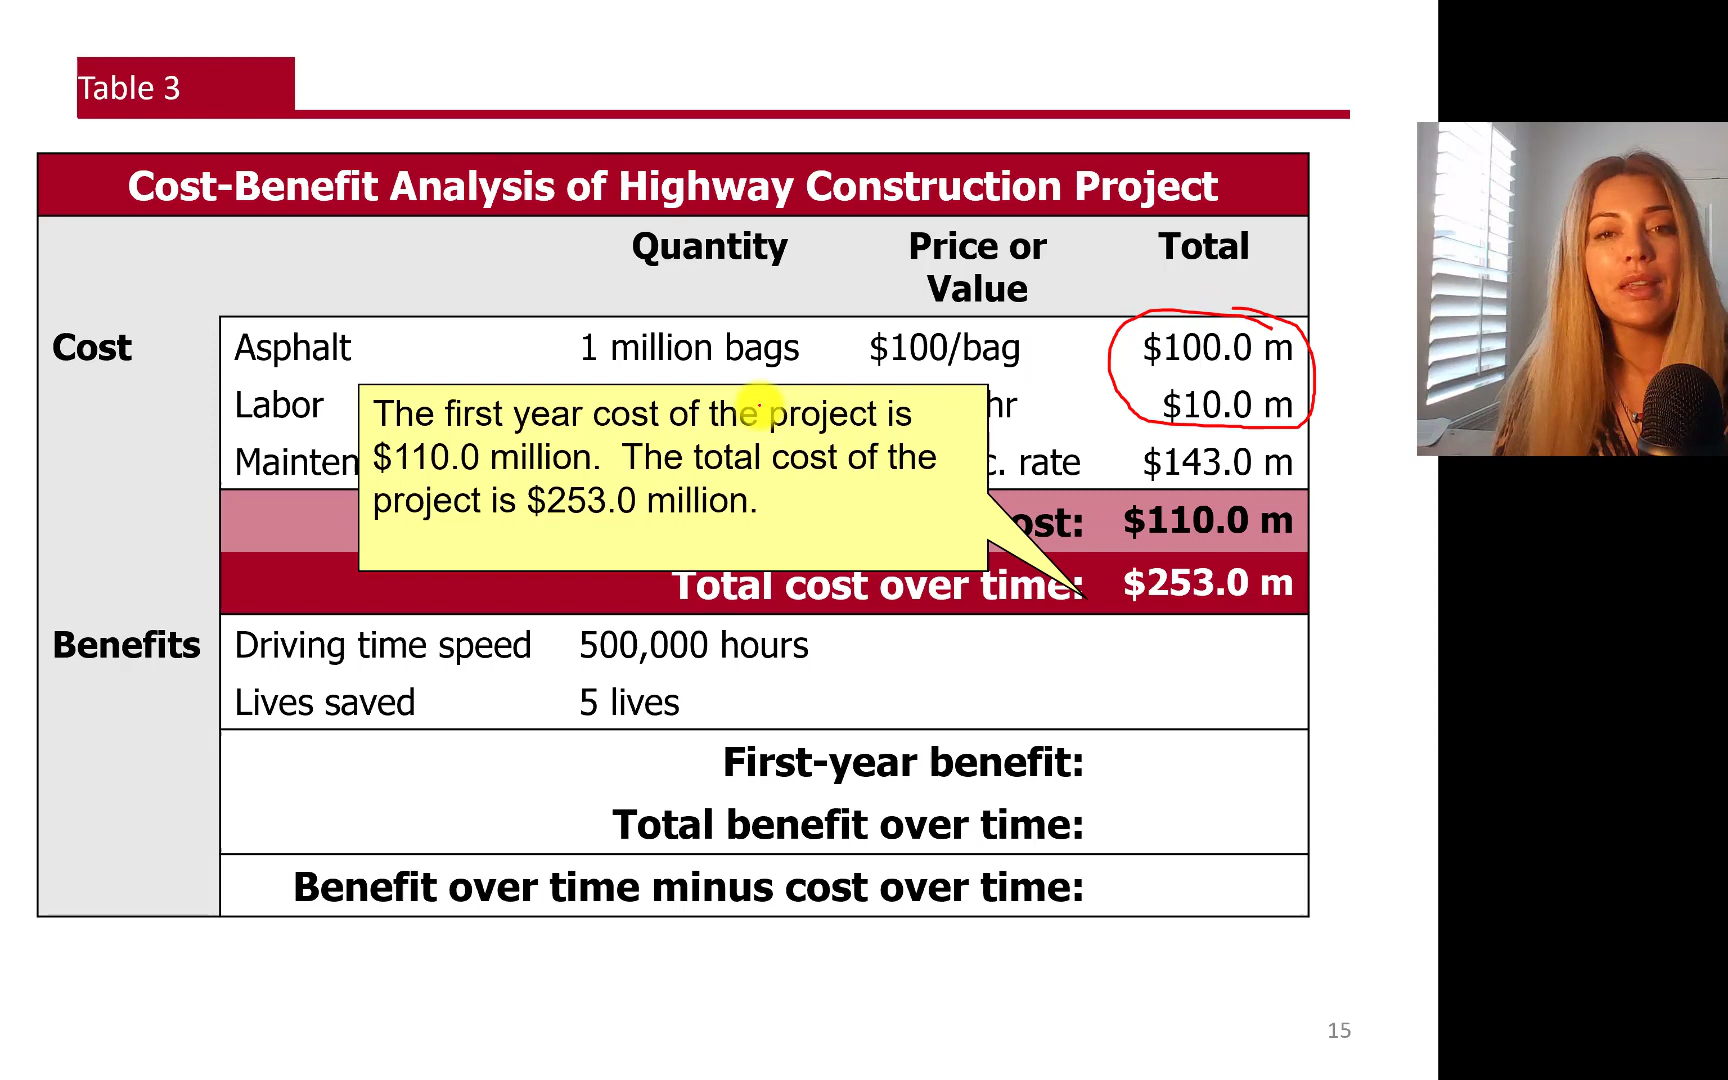 Table 3
Cost-Benefit Analysis of Highway Construction Project
Quantity Price or Value Total
Cost Asphalt 1 million bags $100/bag $100.0 m
Labor hr $10.0 m
Mainten c. rate $143.0 m
The first year cost of the project is
$110.0 million. The total cost of the
project is $253.0 million.
ost: $110.0 m
Total cost over time: $253.0 m
Benefits Driving time speed 500,000 hours
Lives saved 5 lives
First-year benefit:
Total benefit over time:
Benefit over time minus cost over time:
15